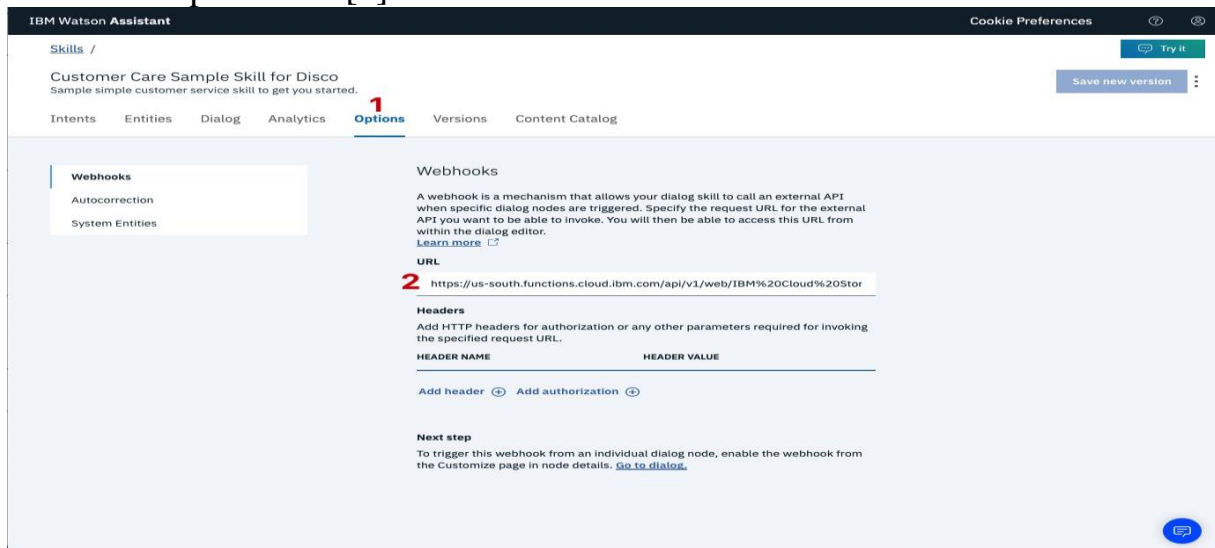 IBM Watson Assistant Cookie Preferences
Skills /
Try it
Customer Care Sample Skill for Disco
Sample simple customer service skill to get you started.
Save new version
1
Intents Entities Dialog Analytics Options Versions Content Catalog
Webhooks
Autocorrection
System Entities
Webhooks
A webhook is a mechanism that allows your dialog skill to call an external API
when specific dialog nodes are triggered. Specify the request URL for the external
API you want to be able to invoke. You will then be able to access this URL from
within the dialog editor.
Learn more
URL
2 https://us-south.functions.cloud.ibm.com/api/v1/web/IBM%20Cloud%20Stor
Headers
Add HTTP headers for authorization or any other parameters required for invoking
the specified request URL.
HEADER NAME HEADER VALUE
Add header Add authorization
Next step
To trigger this webhook from an individual dialog node, enable the webhook from
the Customize page in node details. Go to dialog.